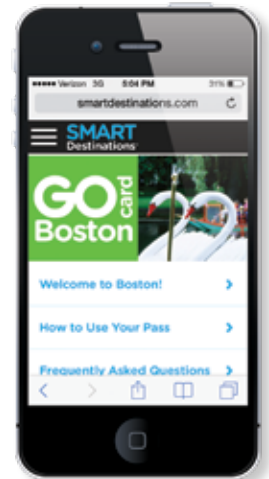 Verizon 3G 5:04 PM 31%
smartdestinations.com
SMART
Destinations
GO card
Boston
Welcome to Boston!
How to Use Your Pass
Frequently Asked Questions